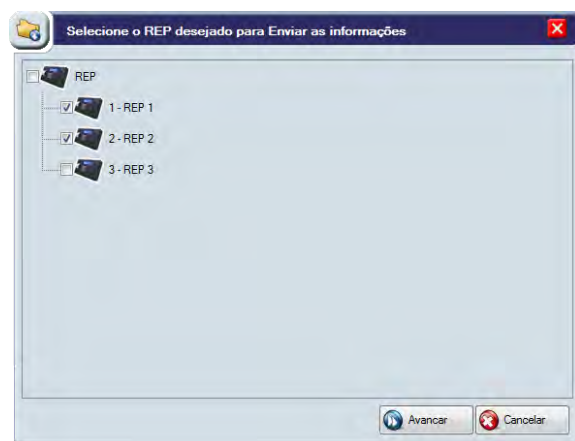 Selecione o REP desejado para Enviar as informações
REP
1 - REP 1
2 - REP 2
3 - REP 3
Avancar
Cancelar